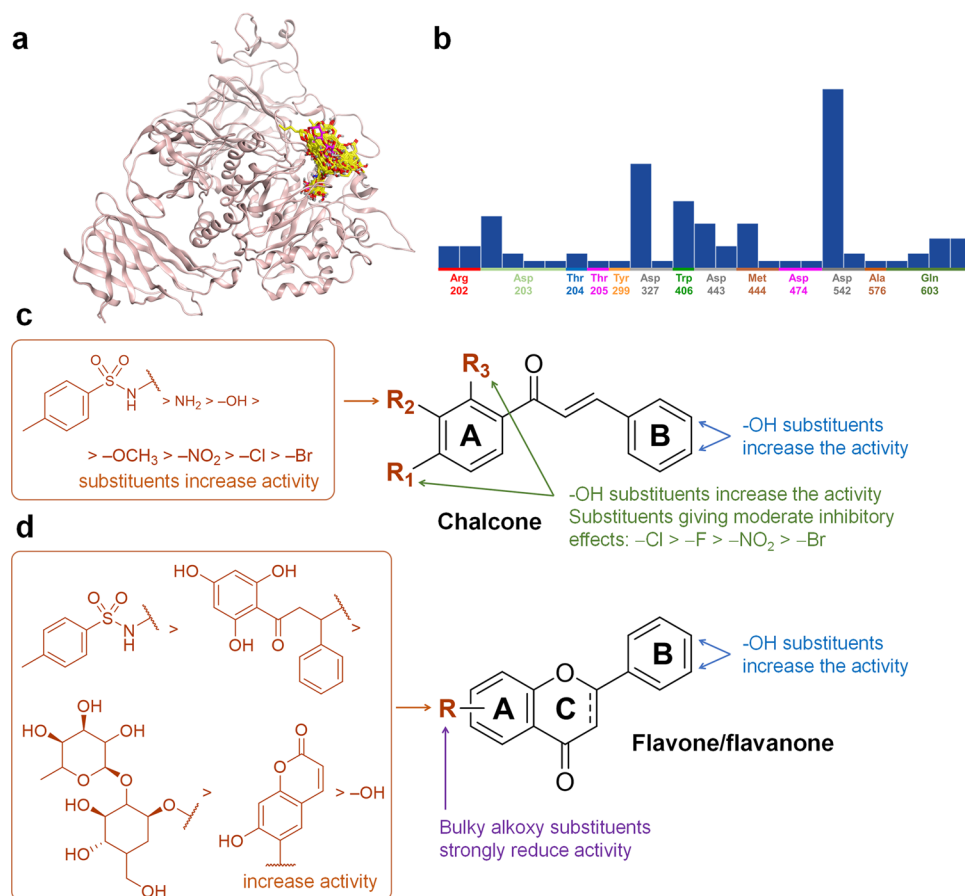 a
b
Arg Asp Thr Thr Tyr Asp Trp Asp Met Asp Asp Ala Gln
202 203 204 205 299 327 406 443 444 474 542 576 603
c
O O
S
N
H
> NH₂ > –OH >
> –OCH₃ > –NO₂ > –Cl > –Br
substituents increase activity
R₃ O
R₂
A B
R₁
-OH substituents
increase the activity
Chalcone
-OH substituents increase the activity
Substituents giving moderate inhibitory
effects: –Cl > –F > –NO₂ > –Br
d
O O
S
N
H
>
HO OH
OH O
>
OH
HO OH
O O
HO O
HO
OH
>
O
O
HO
> –OH
increase activity
B
O
R A C
O
-OH substituents
increase the activity
Flavone/flavanone
Bulky alkoxy substituents
strongly reduce activity